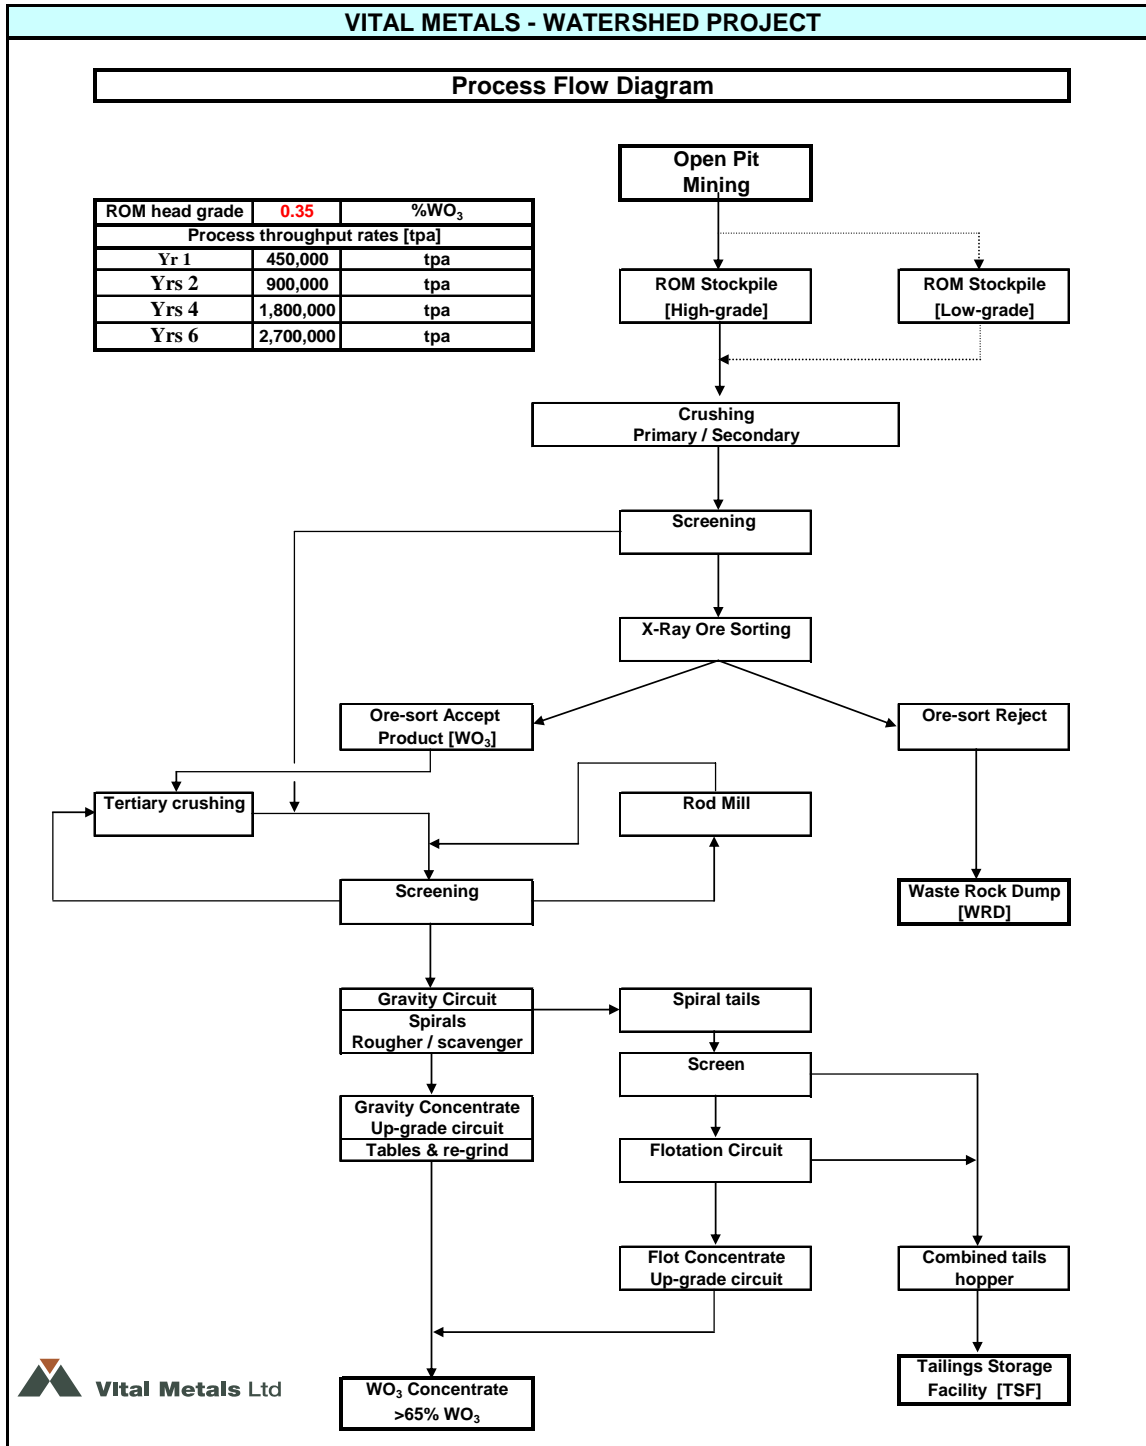 VITAL METALS - WATERSHED PROJECT
Process Flow Diagram
Open Pit
Mining
ROM head grade 0.35 %WO₃
Process throughput rates [tpa]
Yr 1 450,000 tpa
Yrs 2 900,000 tpa
Yrs 4 1,800,000 tpa
Yrs 6 2,700,000 tpa
ROM Stockpile
[High-grade]
ROM Stockpile
[Low-grade]
Crushing
Primary / Secondary
Screening
X-Ray Ore Sorting
Ore-sort Accept
Product [WO₃]
Ore-sort Reject
Tertiary crushing
Rod Mill
Screening
Waste Rock Dump
[WRD]
Gravity Circuit
Spirals
Rougher / scavenger
Spiral tails
Screen
Gravity Concentrate
Up-grade circuit
Tables & re-grind
Flotation Circuit
Flot Concentrate
Up-grade circuit
Combined tails
hopper
Tailings Storage
Facility [TSF]
Vital Metals Ltd
WO₃ Concentrate
>65% WO₃